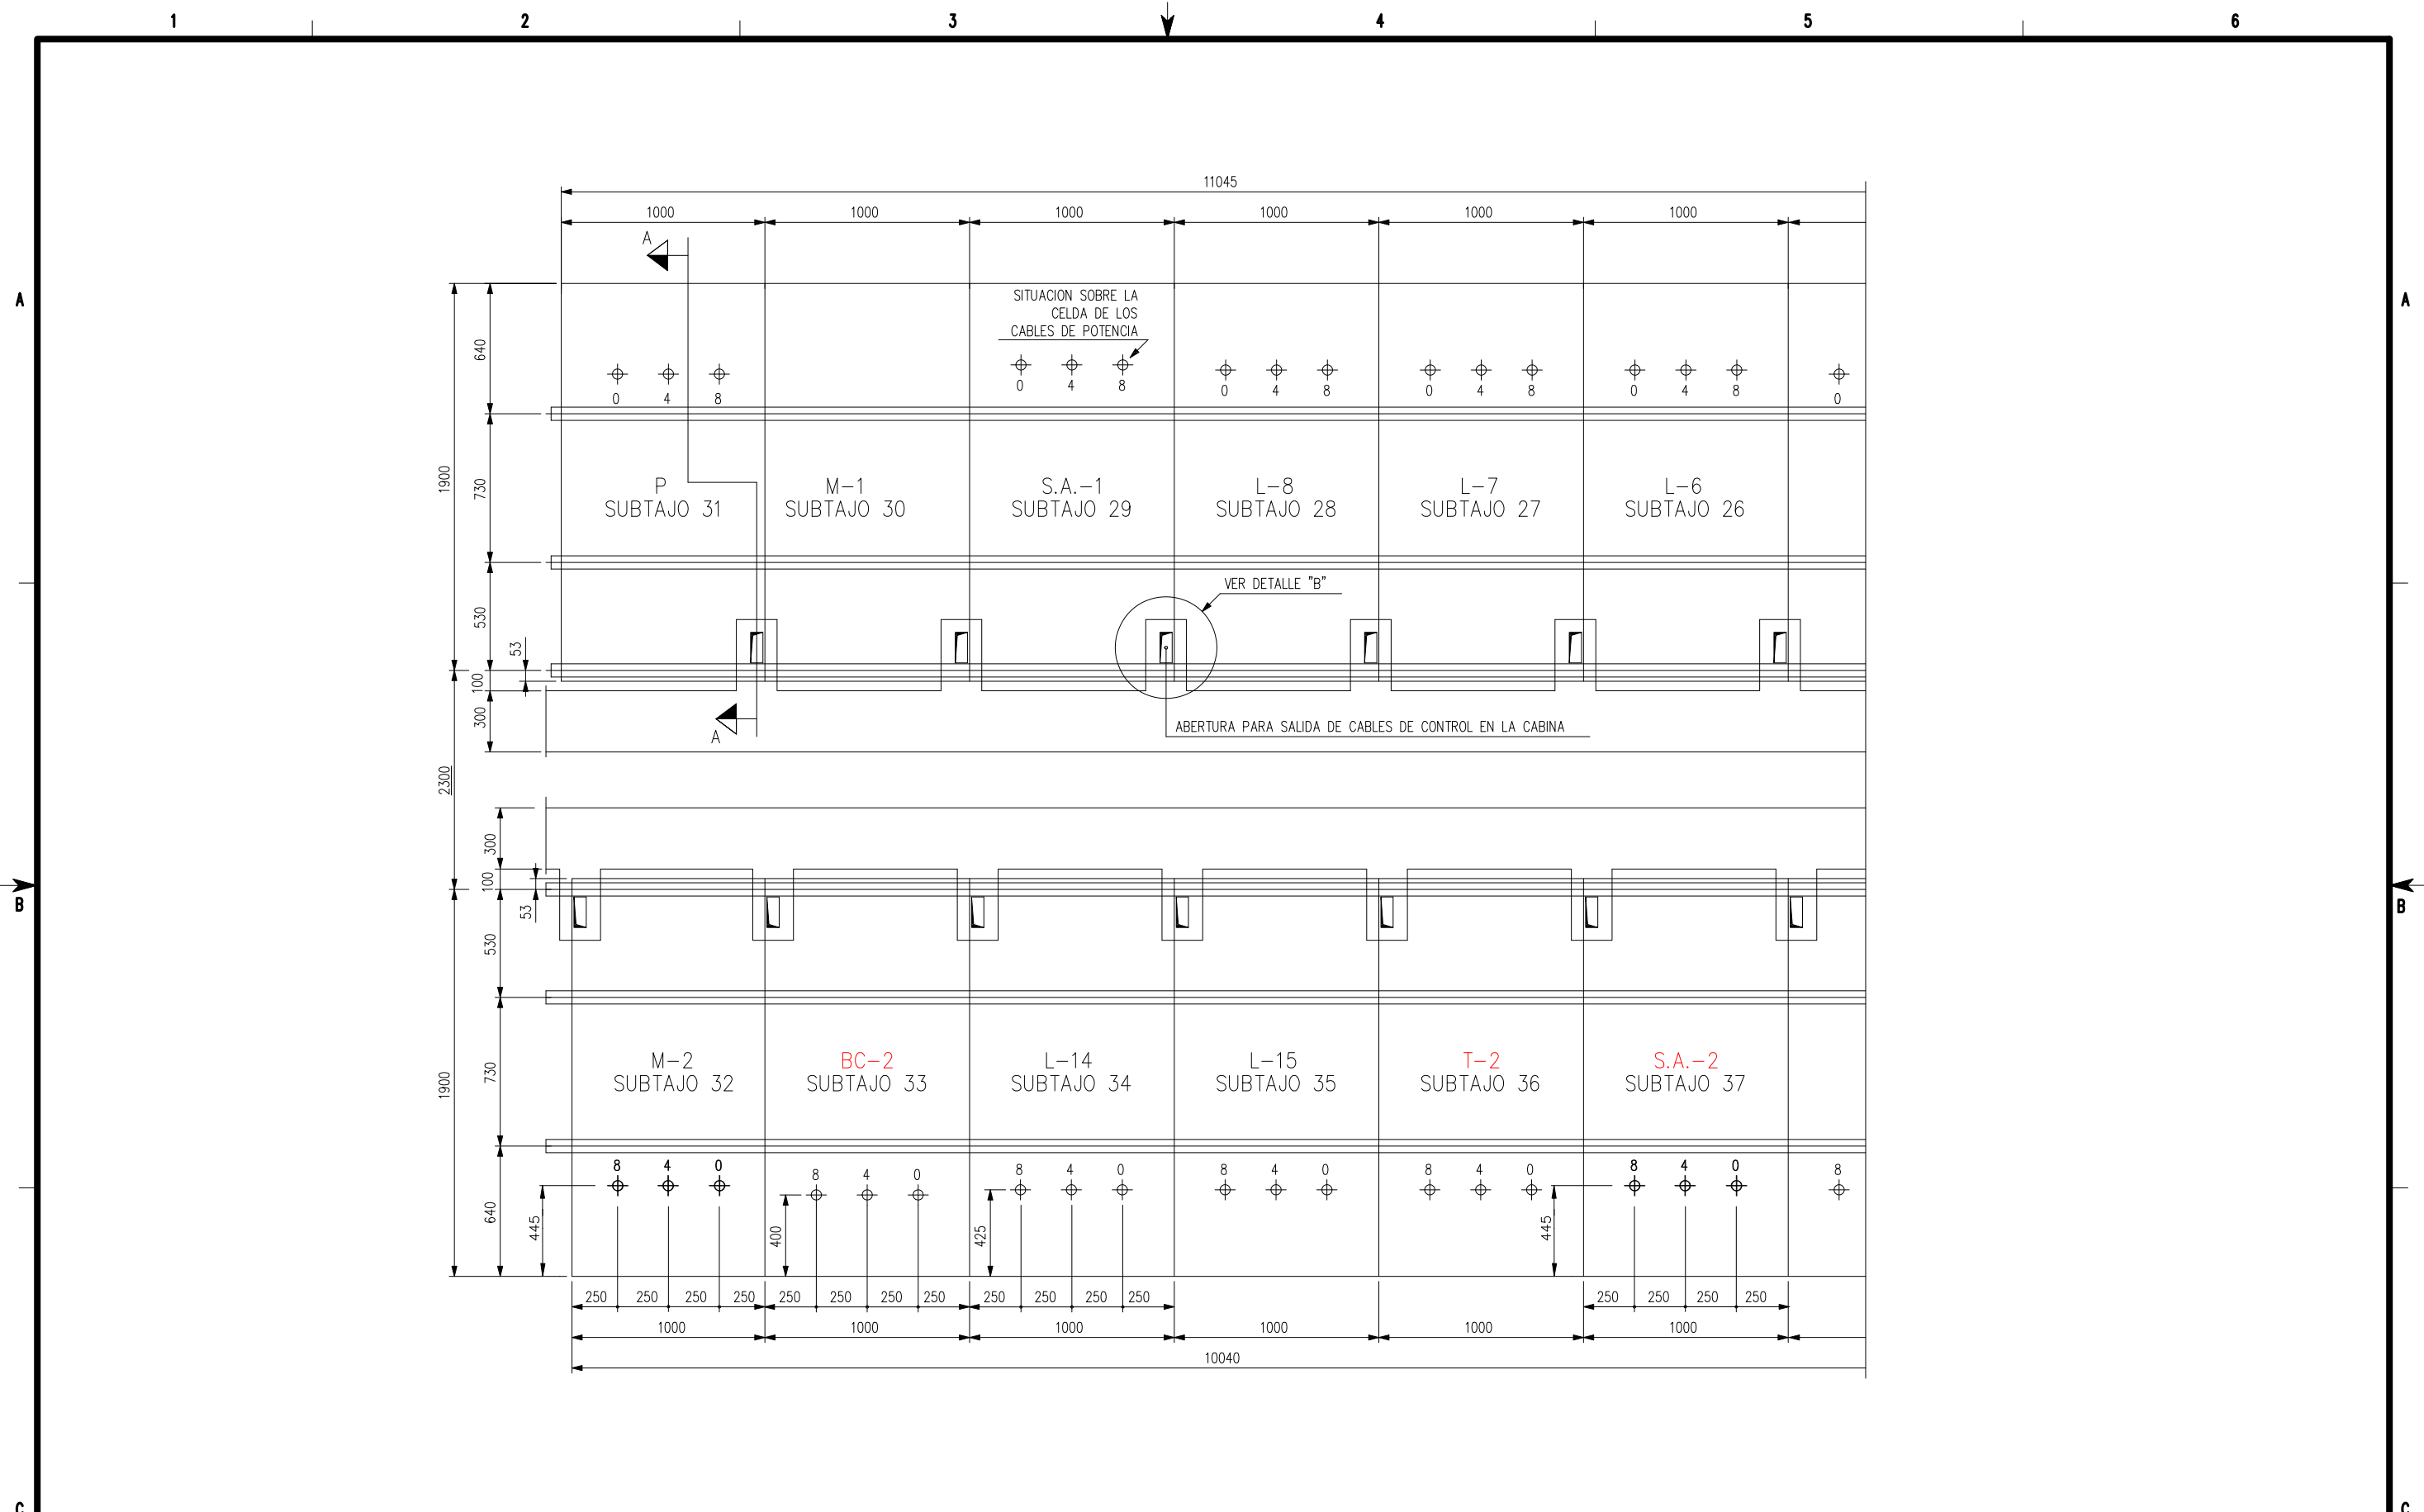 1 2 3 4 5 6
11045
1000 1000 1000 1000 1000 1000
A
A A
SITUACION SOBRE LA
CELDA DE LOS
CABLES DE POTENCIA
640
0 4 8 0 4 8 0 4 8 0 4 8 0 4 8 0
1900
730
P M-1 S.A.-1 L-8 L-7 L-6
SUBTAJO 31 SUBTAJO 30 SUBTAJO 29 SUBTAJO 28 SUBTAJO 27 SUBTAJO 26
VER DETALLE "B"
530
53
100
300
A
ABERTURA PARA SALIDA DE CABLES DE CONTROL EN LA CABINA
2300
300
100
B B
53
530
M-2 BC-2 L-14 L-15 T-2 S.A.-2
SUBTAJO 32 SUBTAJO 33 SUBTAJO 34 SUBTAJO 35 SUBTAJO 36 SUBTAJO 37
730
1900
8 4 0 8 4 0 8 4 0 8 4 0 8 4 0 8 4 0 8
640
445 400 425 445
250 250 250 250 250 250 250 250 250 250 250 250 250 250 250 250
1000 1000 1000 1000 1000 1000
10040
C C